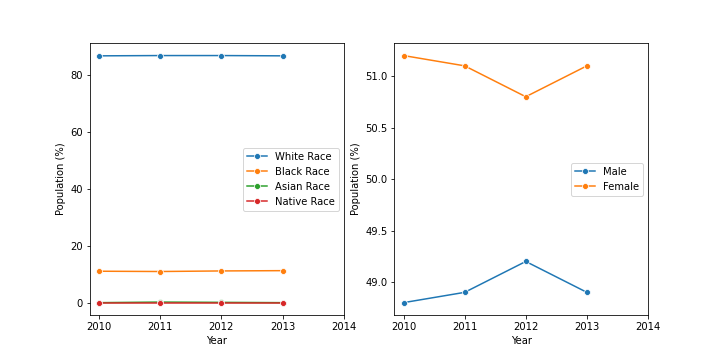 80
60
40
20
0
Population (%)
2010 2011 2012 2013 2014
Year
White Race
Black Race
Asian Race
Native Race
51.0
50.5
50.0
49.5
49.0
Population (%)
2010 2011 2012 2013 2014
Year
Male
Female